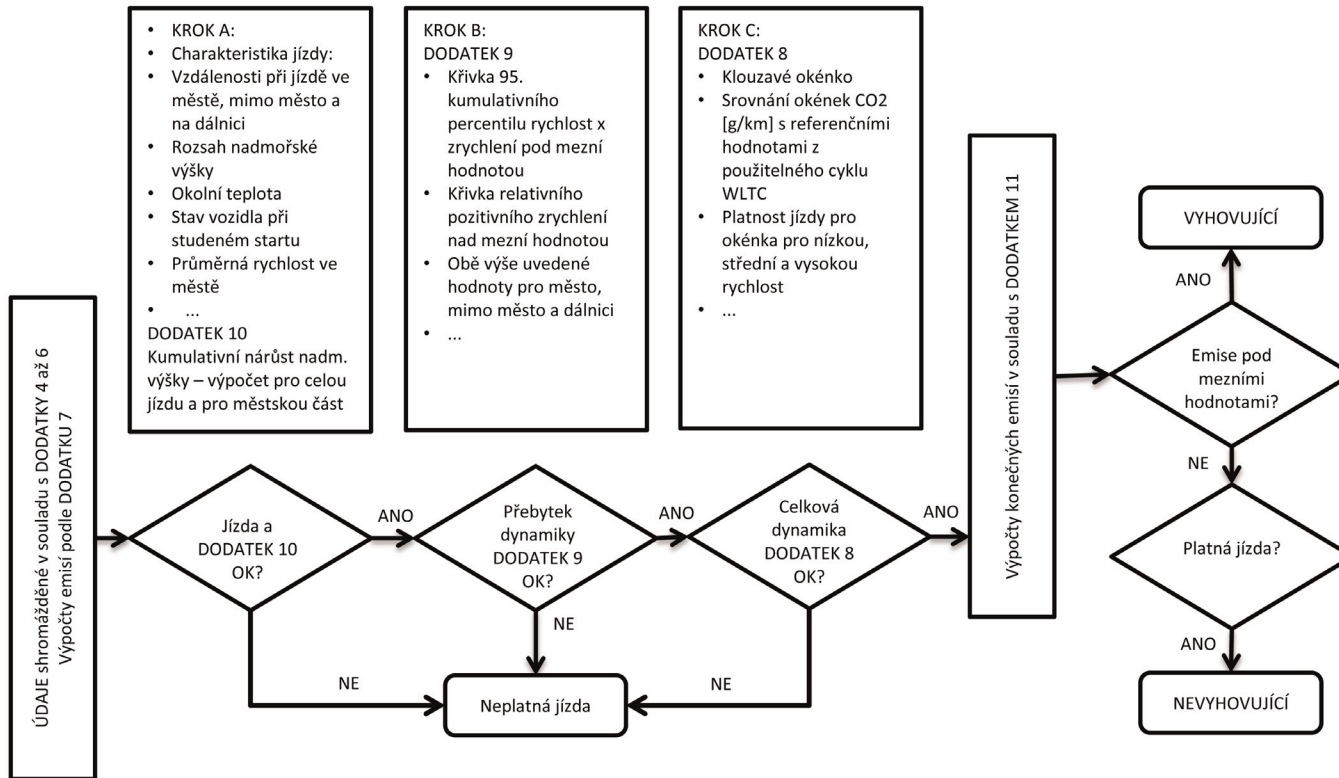 • KROK A:
• Charakteristika jízdy:
• Vzdálenosti při jízdě ve
městě, mimo město a
na dálnici
• Rozsah nadmořské
výšky
• Okolní teplota
• Stav vozidla při
studeném startu
• Průměrná rychlost ve
městě
• ...
DODATEK 10
Kumulativní nárůst nadm.
výšky – výpočet pro celou
jízdu a pro městskou část
KROK B:
DODATEK 9
• Křivka 95.
kumulativního
percentilu rychlost x
zrychlení pod mezní
hodnotou
• Křivka relativního
pozitivního zrychlení
nad mezní hodnotou
• Obě výše uvedené
hodnoty pro město,
mimo město a dálnici
• ...
KROK C:
DODATEK 8
• Klouzavé okénko
• Srovnání okének CO2
[g/km] s referenčními
hodnotami z
použitelného cyklu
WLTC
• Platnost jízdy pro
okénka pro nízkou,
střední a vysokou
rychlost
• ...
ÚDAJE shromážděné v souladu s DODATKY 4 až 6
Výpočty emisí podle DODATKU 7
Jízda a
DODATEK 10
OK?
ANO
NE
Přebytek
dynamiky
DODATEK 9
OK?
ANO
NE
Celková
dynamika
DODATEK 8
OK?
ANO
NE
Neplatná jízda
Výpočty konečných emisí v souladu s DODATKEM 11
VYHOVUJÍCÍ
ANO
Emise pod
mezními
hodnotami?
NE
Platná jízda?
ANO
NEVYHOVUJÍCÍ